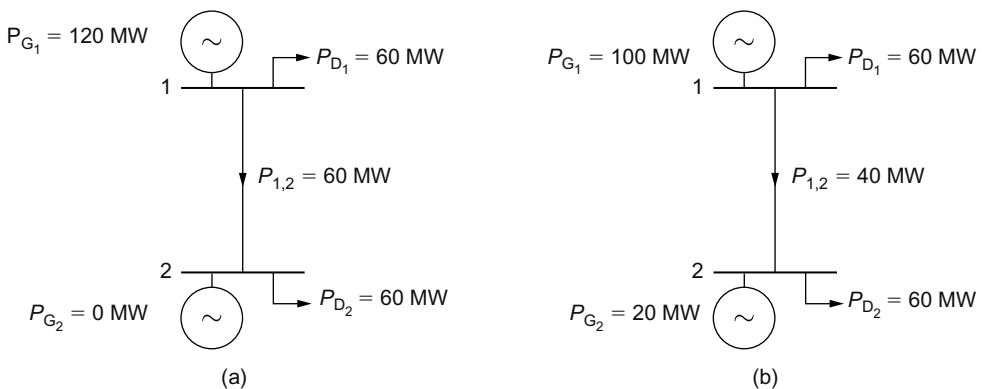 P_G1 = 120 MW
P_D1 = 60 MW
1
P_1,2 = 60 MW
2
P_G2 = 0 MW
P_D2 = 60 MW
(a)
P_G1 = 100 MW
P_D1 = 60 MW
1
P_1,2 = 40 MW
2
P_G2 = 20 MW
P_D2 = 60 MW
(b)